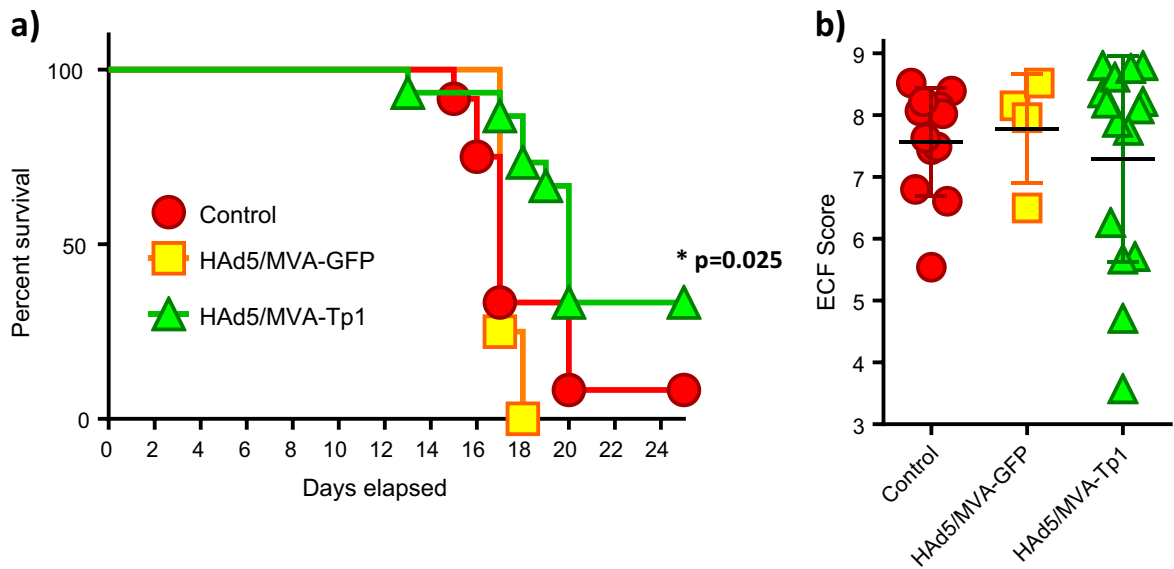 a)
Percent survival
100
50
0
Control
HAd5/MVA-GFP
HAd5/MVA-Tp1
* p=0.025
0 2 4 6 8 10 12 14 16 18 20 22 24
Days elapsed
b)
ECF Score
9
8
7
6
5
4
3
Control
HAd5/MVA-GFP
HAd5/MVA-Tp1